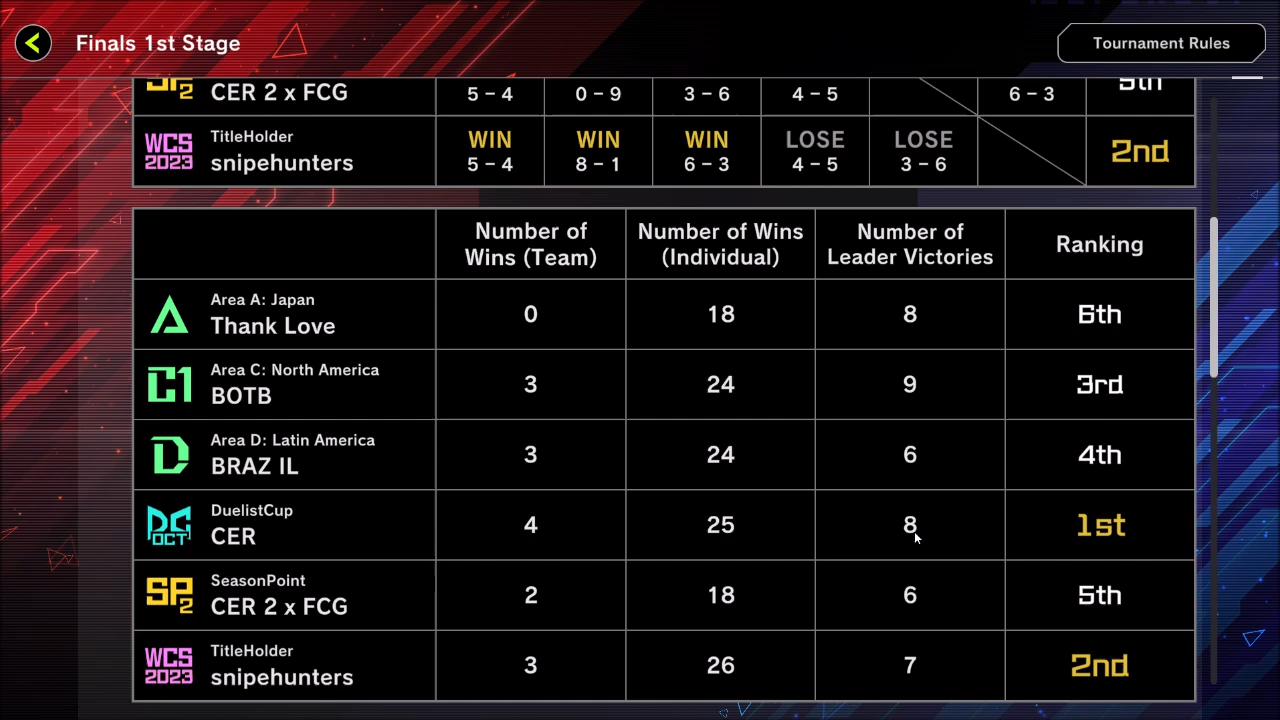 Finals 1st Stage
Tournament Rules
SP2 CER 2 x FCG 5 - 4 0 - 9 3 - 6 4 - 5 6 - 3 5th
TitleHolder WIN WIN WIN LOSE LOSE
WCS 2023 snipehunters 5 - 4 8 - 1 6 - 3 4 - 5 3 - 6 2nd
Number of Wins (Team) Number of Wins (Individual) Number of Leader Victories Ranking
Area A: Japan
A Thank Love 0 18 8 6th
Area C: North America
C1 BOTB 3 24 9 3rd
Area D: Latin America
D BRAZ IL 3 24 6 4th
DuelistCup
DC OCT CER 4 25 8 1st
SeasonPoint
SP2 CER 2 x FCG 2 18 6 5th
TitleHolder
WCS 2023 snipehunters 3 26 7 2nd